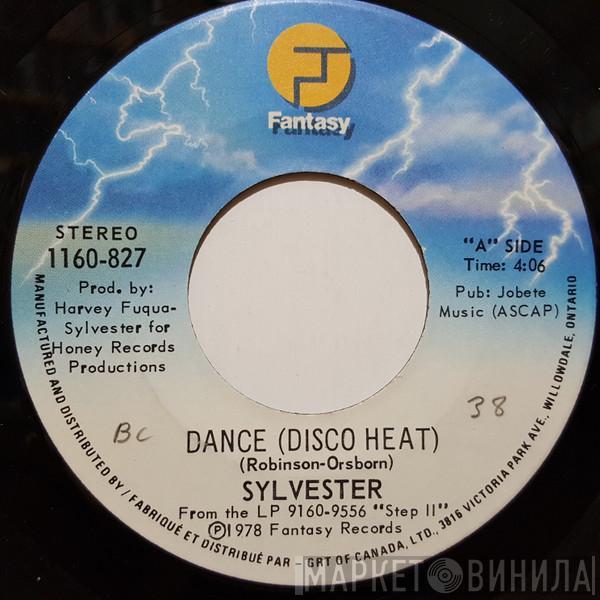 Fantasy
STEREO
1160-827
Prod. by:
Harvey Fuqua-
Sylvester for
Honey Records
Productions
"A" SIDE
Time: 4:06
Pub: Jobete
Music (ASCAP)
BC
38
DANCE (DISCO HEAT)
(Robinson-Orsborn)
SYLVESTER
From the LP 9160-9556 "Step II"
Ⓟ1978 Fantasy Records
MANUFACTURED AND DISTRIBUTED BY / FABRIQUÉ ET DISTRIBUÉ PAR - GRT OF CANADA, LTD., 3816 VICTORIA PARK AVE., WILLOWDALE, ONTARIO
МАРКЕТ ВИНИЛА